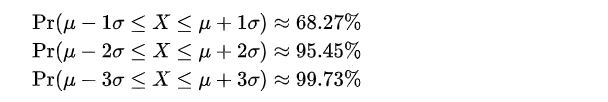 Pr(μ − 1σ ≤ X ≤ μ + 1σ) ≈ 68.27%
Pr(μ − 2σ ≤ X ≤ μ + 2σ) ≈ 95.45%
Pr(μ − 3σ ≤ X ≤ μ + 3σ) ≈ 99.73%